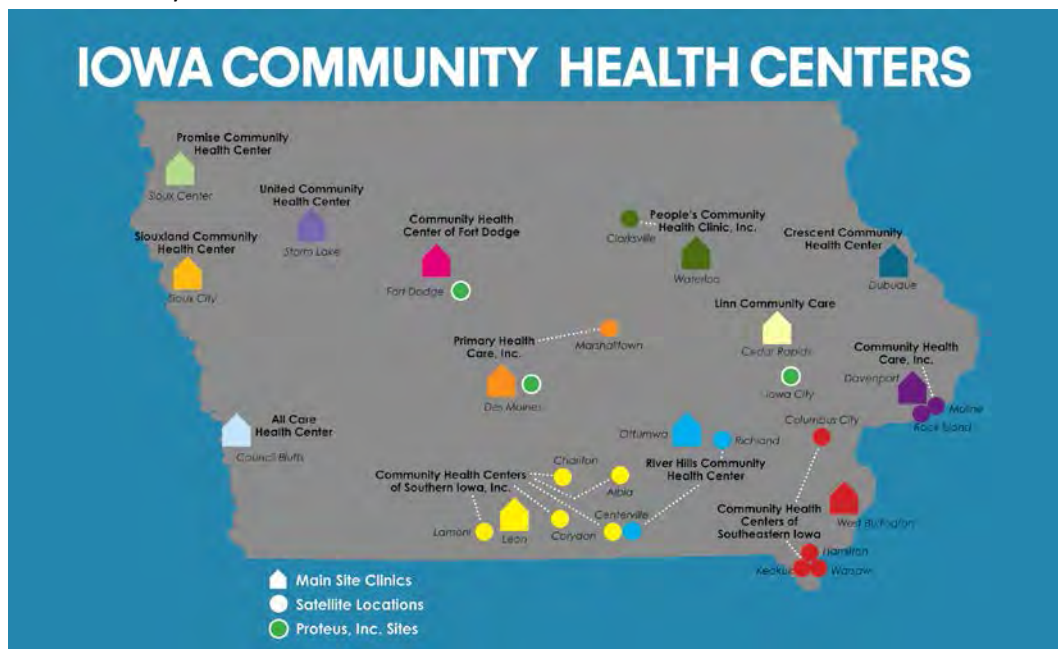 IOWA COMMUNITY HEALTH CENTERS
Promise Community
Health Center
Sioux Center
United Community
Health Center
Storm Lake
Siouxland Community
Health Center
Sioux City
Community Health
Center of Fort Dodge
Fort Dodge
Clarksville
People's Community
Health Clinic, Inc.
Waterloo
Crescent Community
Health Center
Dubuque
Primary Health
Care, Inc.
Marshalltown
Des Moines
Linn Community Care
Cedar Rapids
Iowa City
Community Health
Care, Inc.
Davenport
Moline
Rock Island
All Care
Health Center
Council Bluffs
Ottumwa
Richland
River Hills Community
Health Center
Columbus City
Community Health Centers
of Southern Iowa, Inc.
Chariton
Albia
Centerville
Lamoni
Leon
Corydon
Community Health
Centers of
Southeastern Iowa
West Burlington
Hamilton
Keokuk
Warsaw
Main Site Clinics
Satellite Locations
Proteus, Inc. Sites